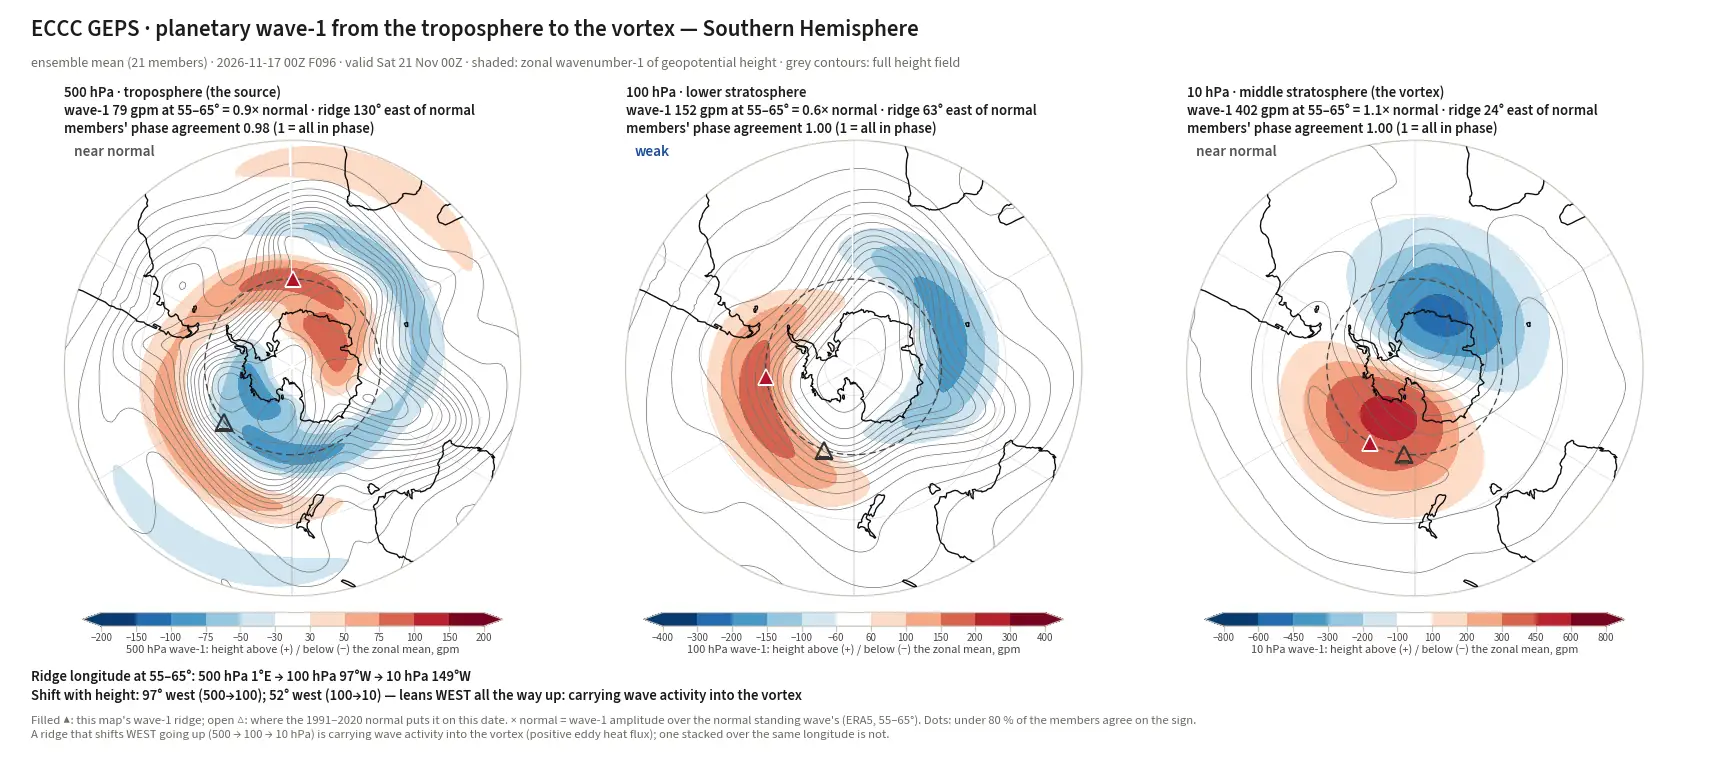 ECCC GEPS · planetary wave-1 from the troposphere to the vortex — Southern Hemisphere
ensemble mean (21 members) · 2026-11-17 00Z F096 · valid Sat 21 Nov 00Z · shaded: zonal wavenumber-1 of geopotential height · grey contours: full height field
500 hPa · troposphere (the source)
wave-1 79 gpm at 55–65° = 0.9× normal · ridge 130° east of normal
members' phase agreement 0.98 (1 = all in phase)
near normal
100 hPa · lower stratosphere
wave-1 152 gpm at 55–65° = 0.6× normal · ridge 63° east of normal
members' phase agreement 1.00 (1 = all in phase)
weak
10 hPa · middle stratosphere (the vortex)
wave-1 402 gpm at 55–65° = 1.1× normal · ridge 24° east of normal
members' phase agreement 1.00 (1 = all in phase)
near normal
−200 −150 −100 −75 −50 −30 30 50 75 100 150 200
500 hPa wave-1: height above (+) / below (−) the zonal mean, gpm
−400 −300 −200 −150 −100 −60 60 100 150 200 300 400
100 hPa wave-1: height above (+) / below (−) the zonal mean, gpm
−800 −600 −450 −300 −200 −100 100 200 300 450 600 800
10 hPa wave-1: height above (+) / below (−) the zonal mean, gpm
Ridge longitude at 55–65°: 500 hPa 1°E → 100 hPa 97°W → 10 hPa 149°W
Shift with height: 97° west (500→100); 52° west (100→10) — leans WEST all the way up: carrying wave activity into the vortex
Filled ▲: this map's wave-1 ridge; open △: where the 1991–2020 normal puts it on this date. × normal = wave-1 amplitude over the normal standing wave's (ERA5, 55–65°). Dots: under 80 % of the members agree on the sign.
A ridge that shifts WEST going up (500 → 100 → 10 hPa) is carrying wave activity into the vortex (positive eddy heat flux); one stacked over the same longitude is not.